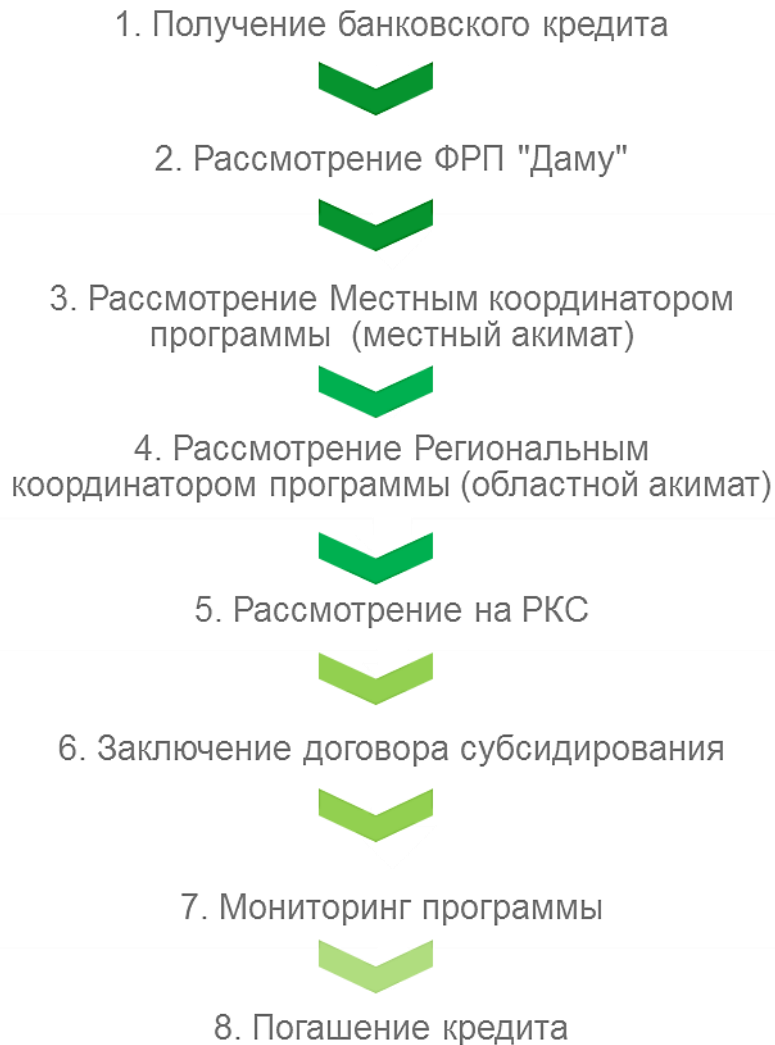 1. Получение банковского кредита
2. Рассмотрение ФРП "Даму"
3. Рассмотрение Местным координатором
программы (местный акимат)
4. Рассмотрение Региональным
координатором программы (областной акимат)
5. Рассмотрение на РКС
6. Заключение договора субсидирования
7. Мониторинг программы
8. Погашение кредита